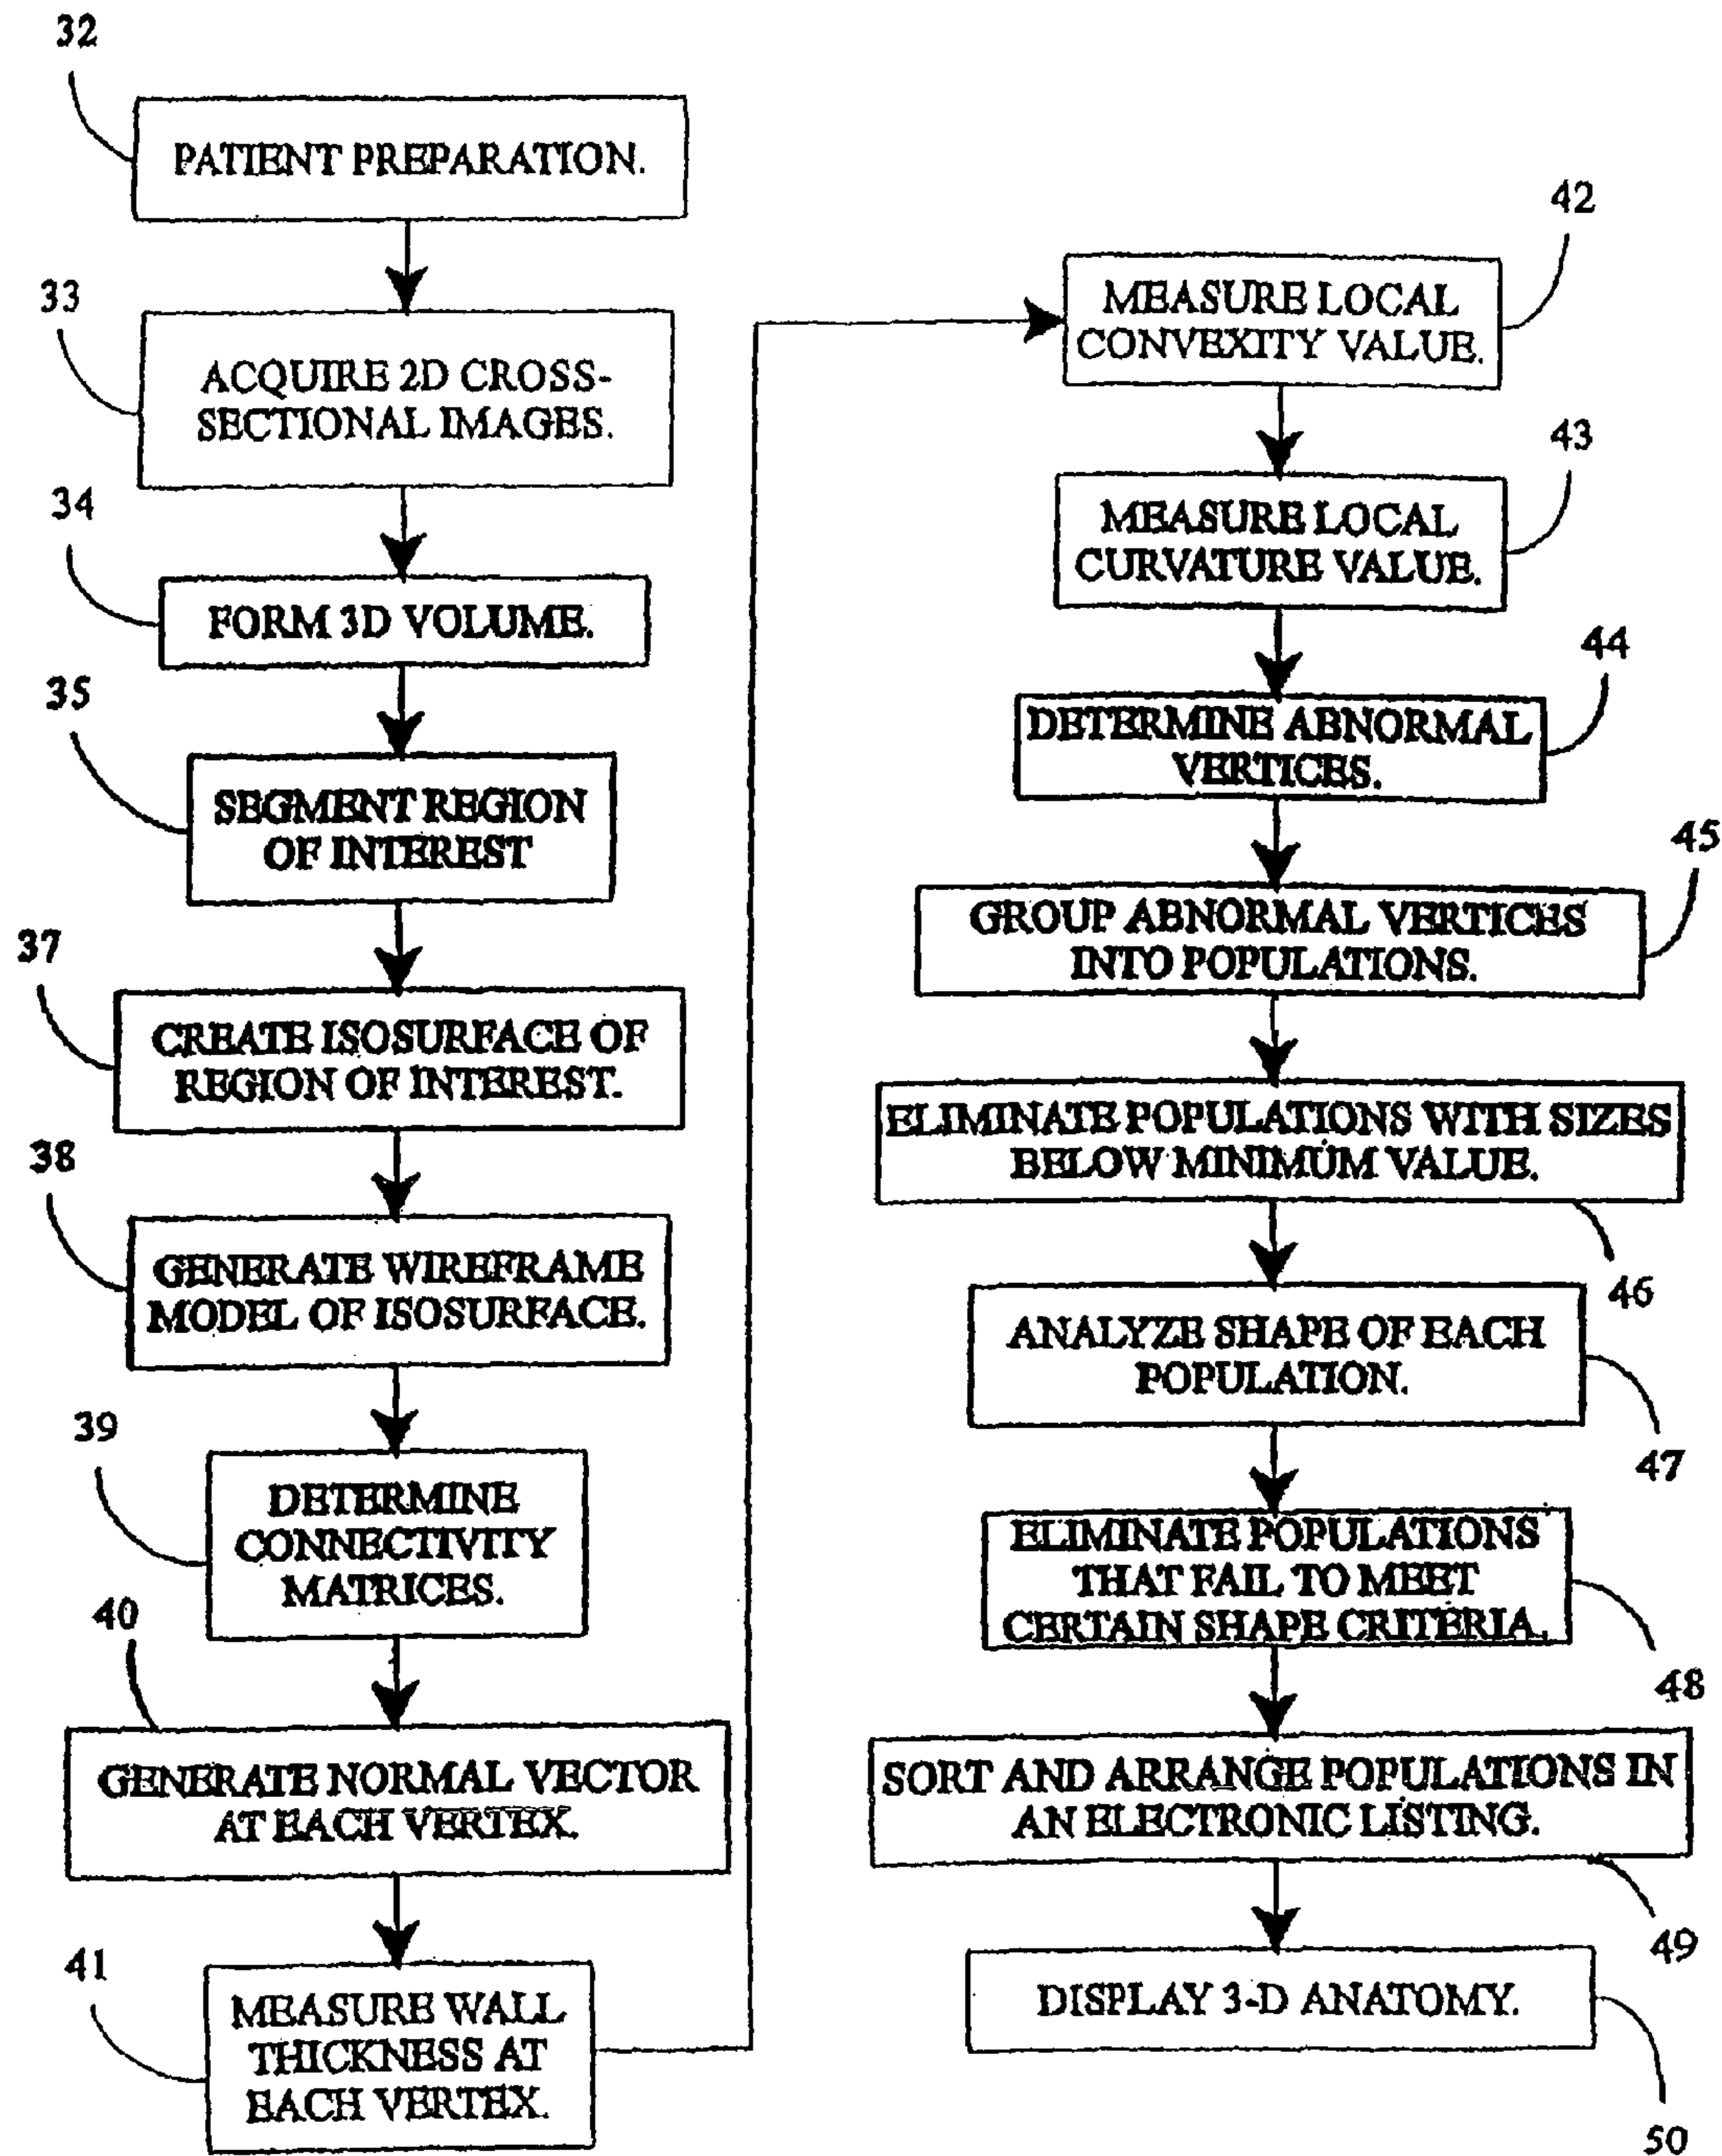 32
PATIENT PREPARATION.
33
ACQUIRE 2D CROSS-
SECTIONAL IMAGES.
34
FORM 3D VOLUME.
35
SEGMENT REGION
OF INTEREST
37
CREATE ISOSURFACE OF
REGION OF INTEREST.
38
GENERATE WIREFRAME
MODEL OF ISOSURFACE.
39
DETERMINE
CONNECTIVITY
MATRICES.
40
GENERATE NORMAL VECTOR
AT EACH VERTEX.
41
MEASURE WALL
THICKNESS AT
EACH VERTEX.
42
MEASURE LOCAL
CONVEXITY VALUE.
43
MEASURE LOCAL
CURVATURE VALUE.
44
DETERMINE ABNORMAL
VERTICES.
45
GROUP ABNORMAL VERTICES
INTO POPULATIONS.
ELIMINATE POPULATIONS WITH SIZES
BELOW MINIMUM VALUE.
46
ANALYZE SHAPE OF EACH
POPULATION.
47
ELIMINATE POPULATIONS
THAT FAIL TO MEET
CERTAIN SHAPE CRITERIA.
48
SORT AND ARRANGE POPULATIONS IN
AN ELECTRONIC LISTING.
49
DISPLAY 3-D ANATOMY.
50